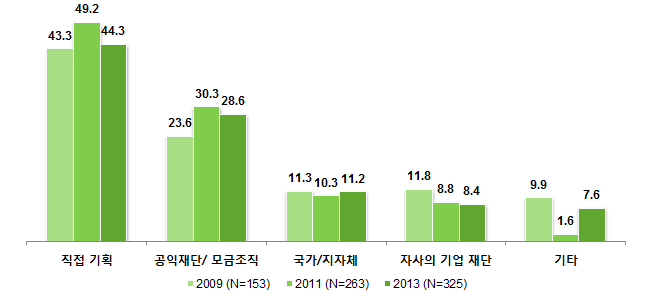 43.3 49.2 44.3
23.6 30.3 28.6
11.3 10.3 11.2
11.8 8.8 8.4
9.9 1.6 7.6
직접 기획 공익재단/ 모금조직 국가/지자체 자사의 기업 재단 기타
2009 (N=153) 2011 (N=263) 2013 (N=325)